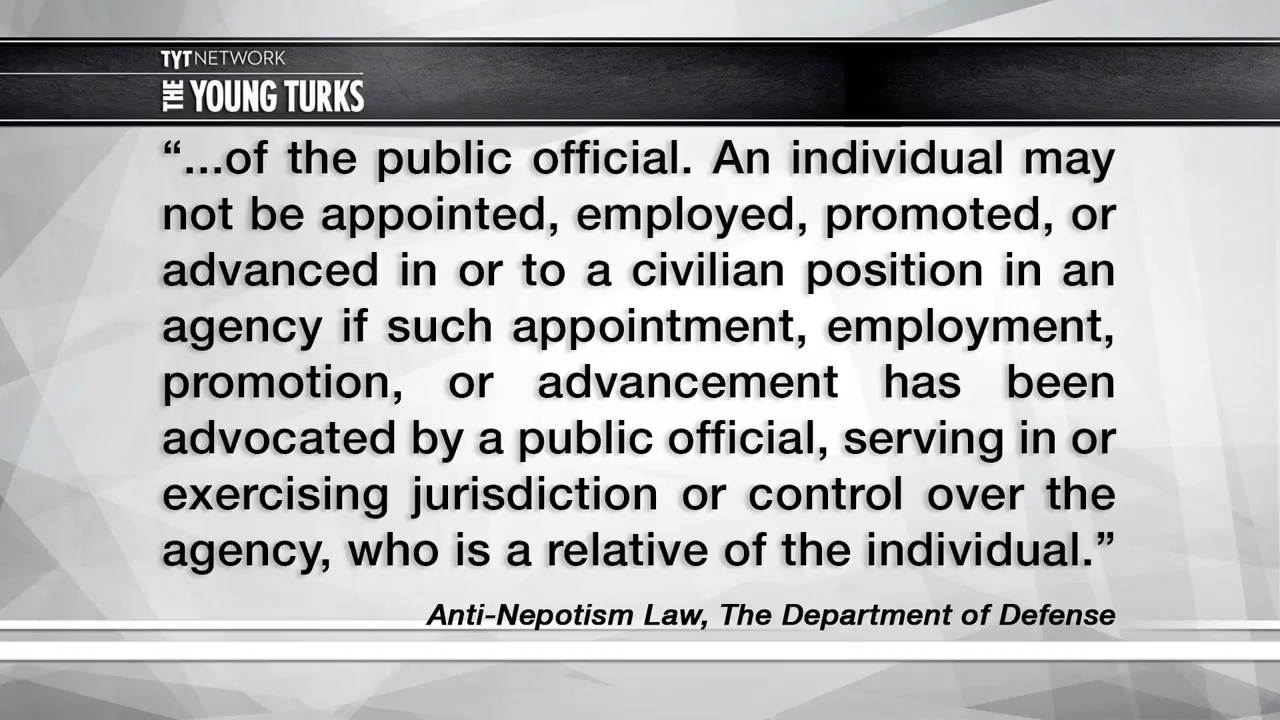 TYT NETWORK
THE YOUNG TURKS
“...of the public official. An individual may
not be appointed, employed, promoted, or
advanced in or to a civilian position in an
agency if such appointment, employment,
promotion, or advancement has been
advocated by a public official, serving in or
exercising jurisdiction or control over the
agency, who is a relative of the individual.”
Anti-Nepotism Law, The Department of Defense